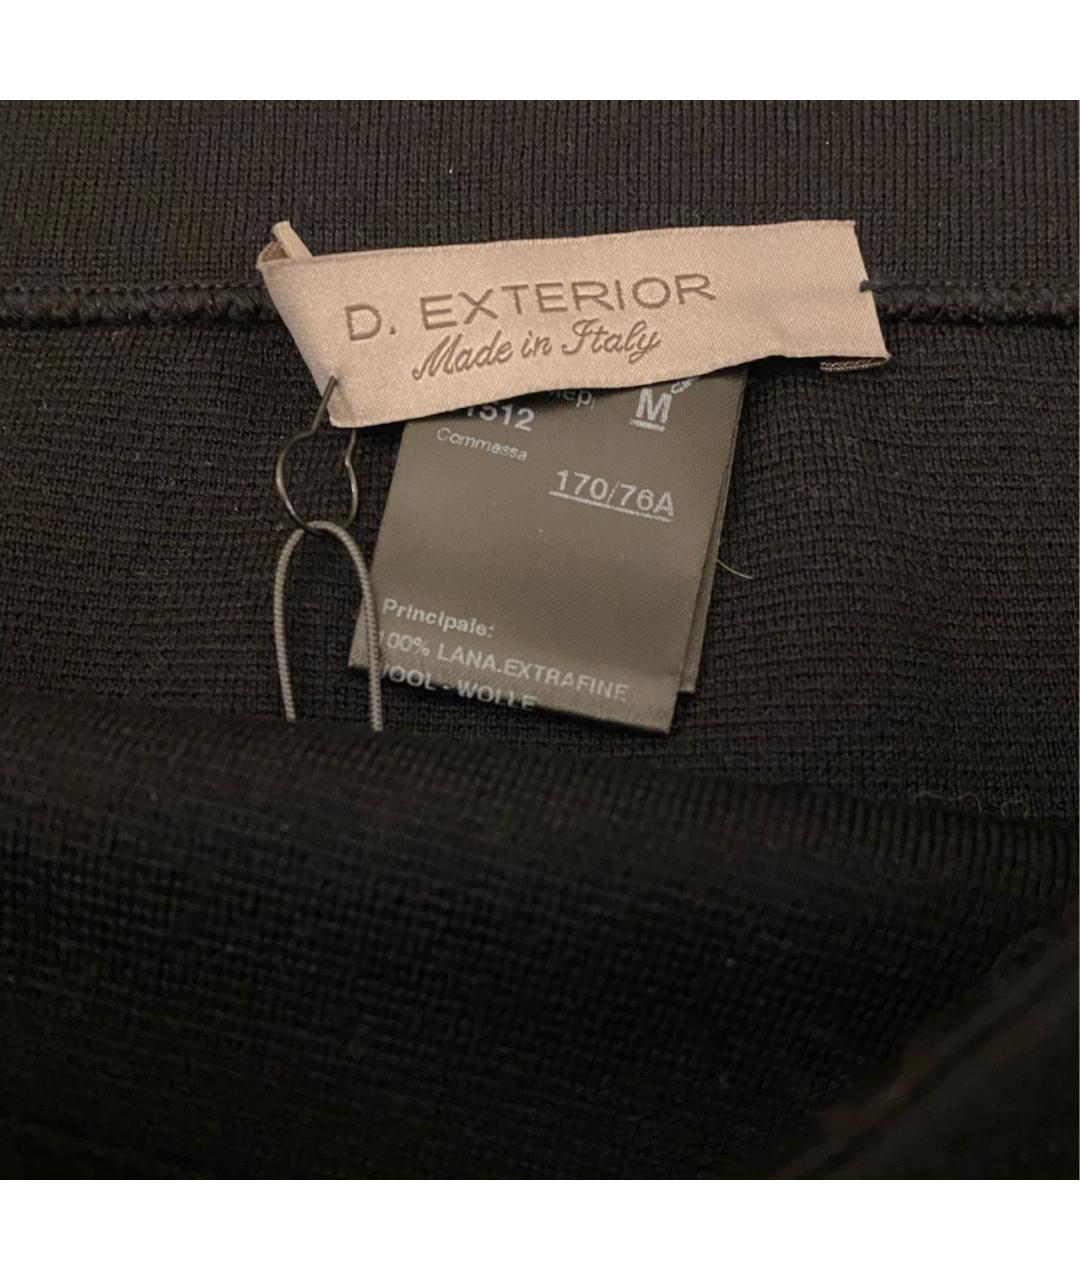 D. EXTERIOR
Made in Italy
M
1512
Commessa
170/76A
Principale:
100% LANA.EXTRAFINE
WOOL - WOLLE